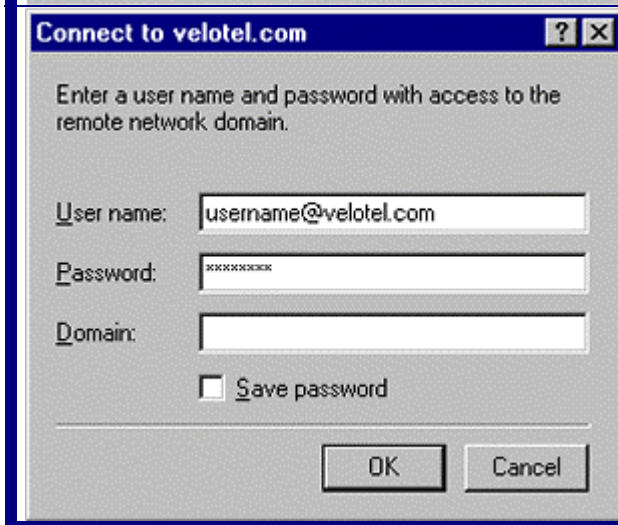 Connect to velotel.com
Enter a user name and password with access to the
remote network domain.
User name: username@velotel.com
Password: ********
Domain:
Save password
OK Cancel